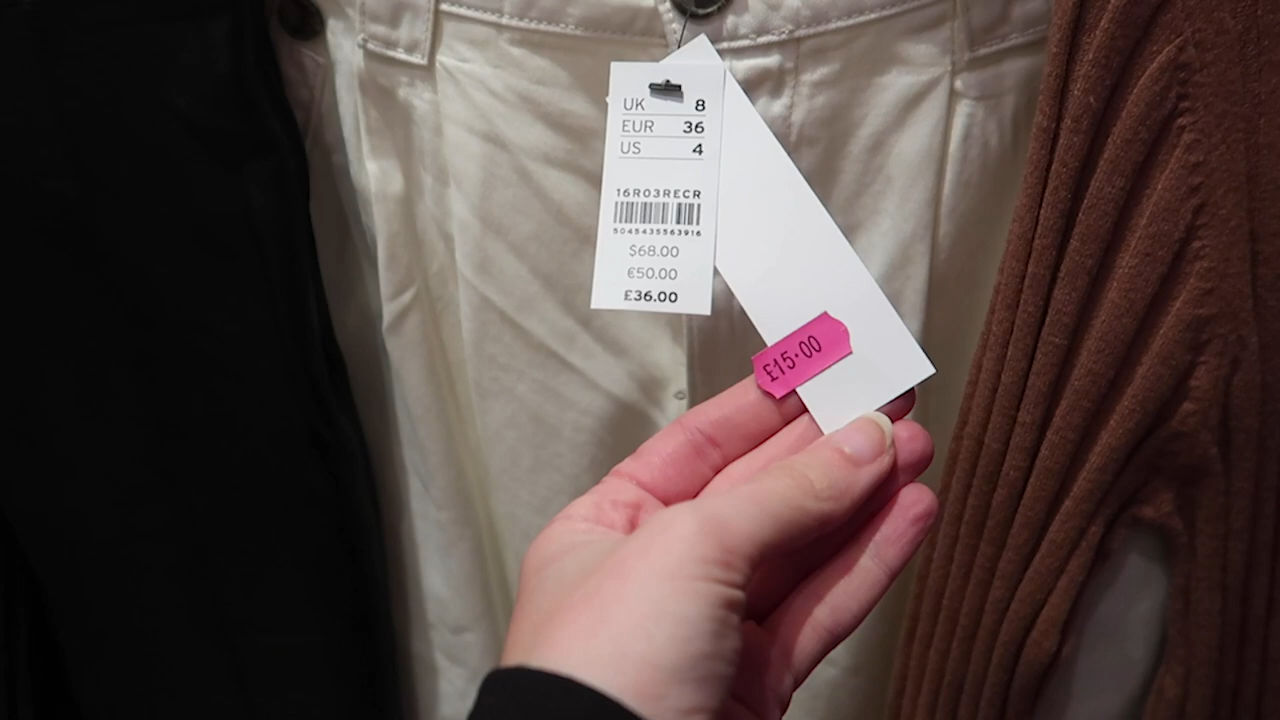 UK 8
EUR 36
US 4
16R03RECR
5045435563916
$68.00
€50.00
£36.00
£15.00